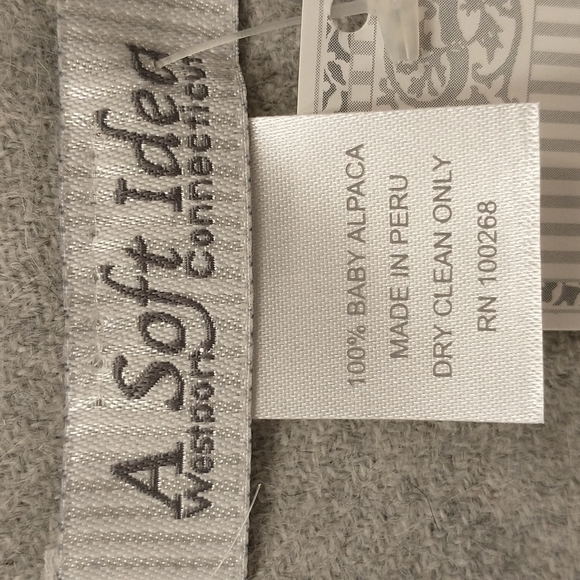 A Soft Idea
Westport Connecticut
100% BABY ALPACA
MADE IN PERU
DRY CLEAN ONLY
RN 100268